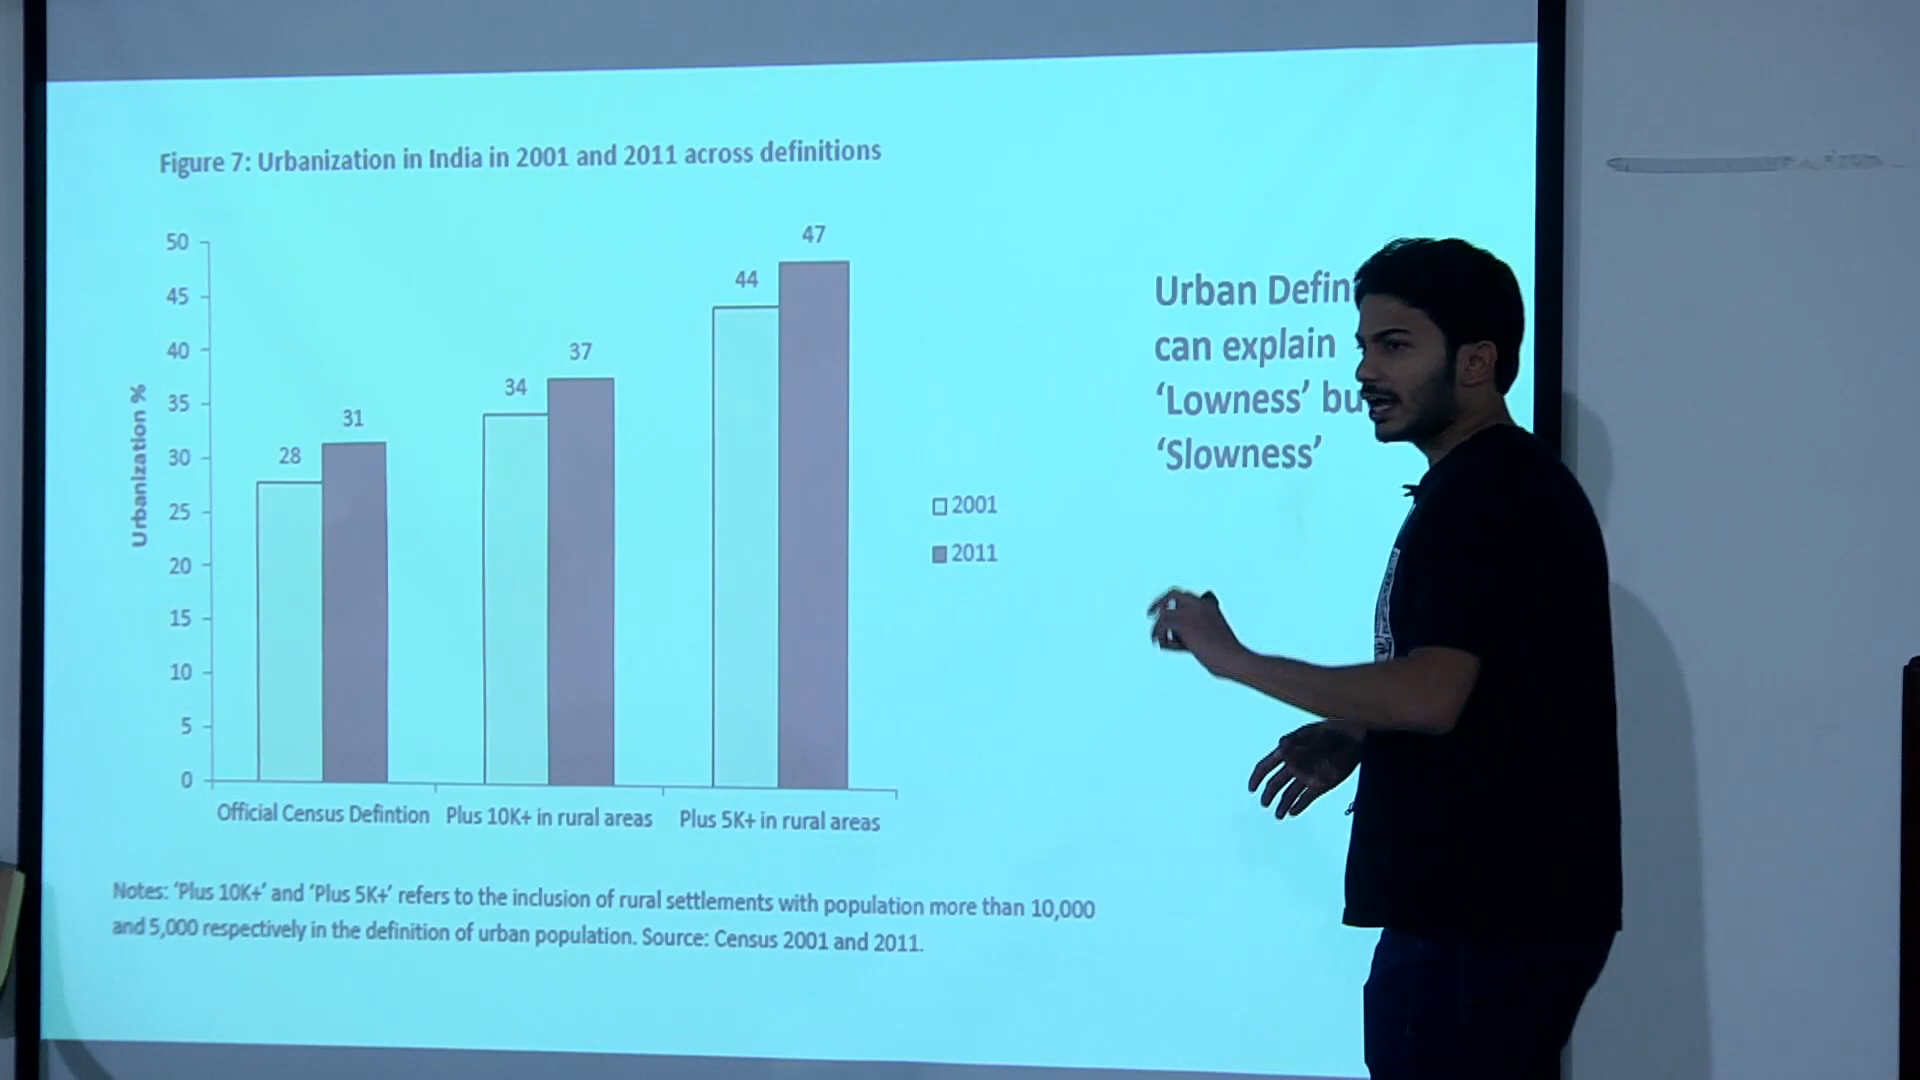 Figure 7: Urbanization in India in 2001 and 2011 across definitions
50
45
40
35
30
25
20
15
10
5
0
Urbanization %
28
31
34
37
44
47
Official Census Defintion
Plus 10K+ in rural areas
Plus 5K+ in rural areas
2001
2011
Urban
can explain
‘Lowness’
‘Slowness’
Notes: ‘Plus 10K+’ and ‘Plus 5K+’ refers to the inclusion of rural settlements with population more than 10,000
and 5,000 respectively in the definition of urban population. Source: Census 2001 and 2011.